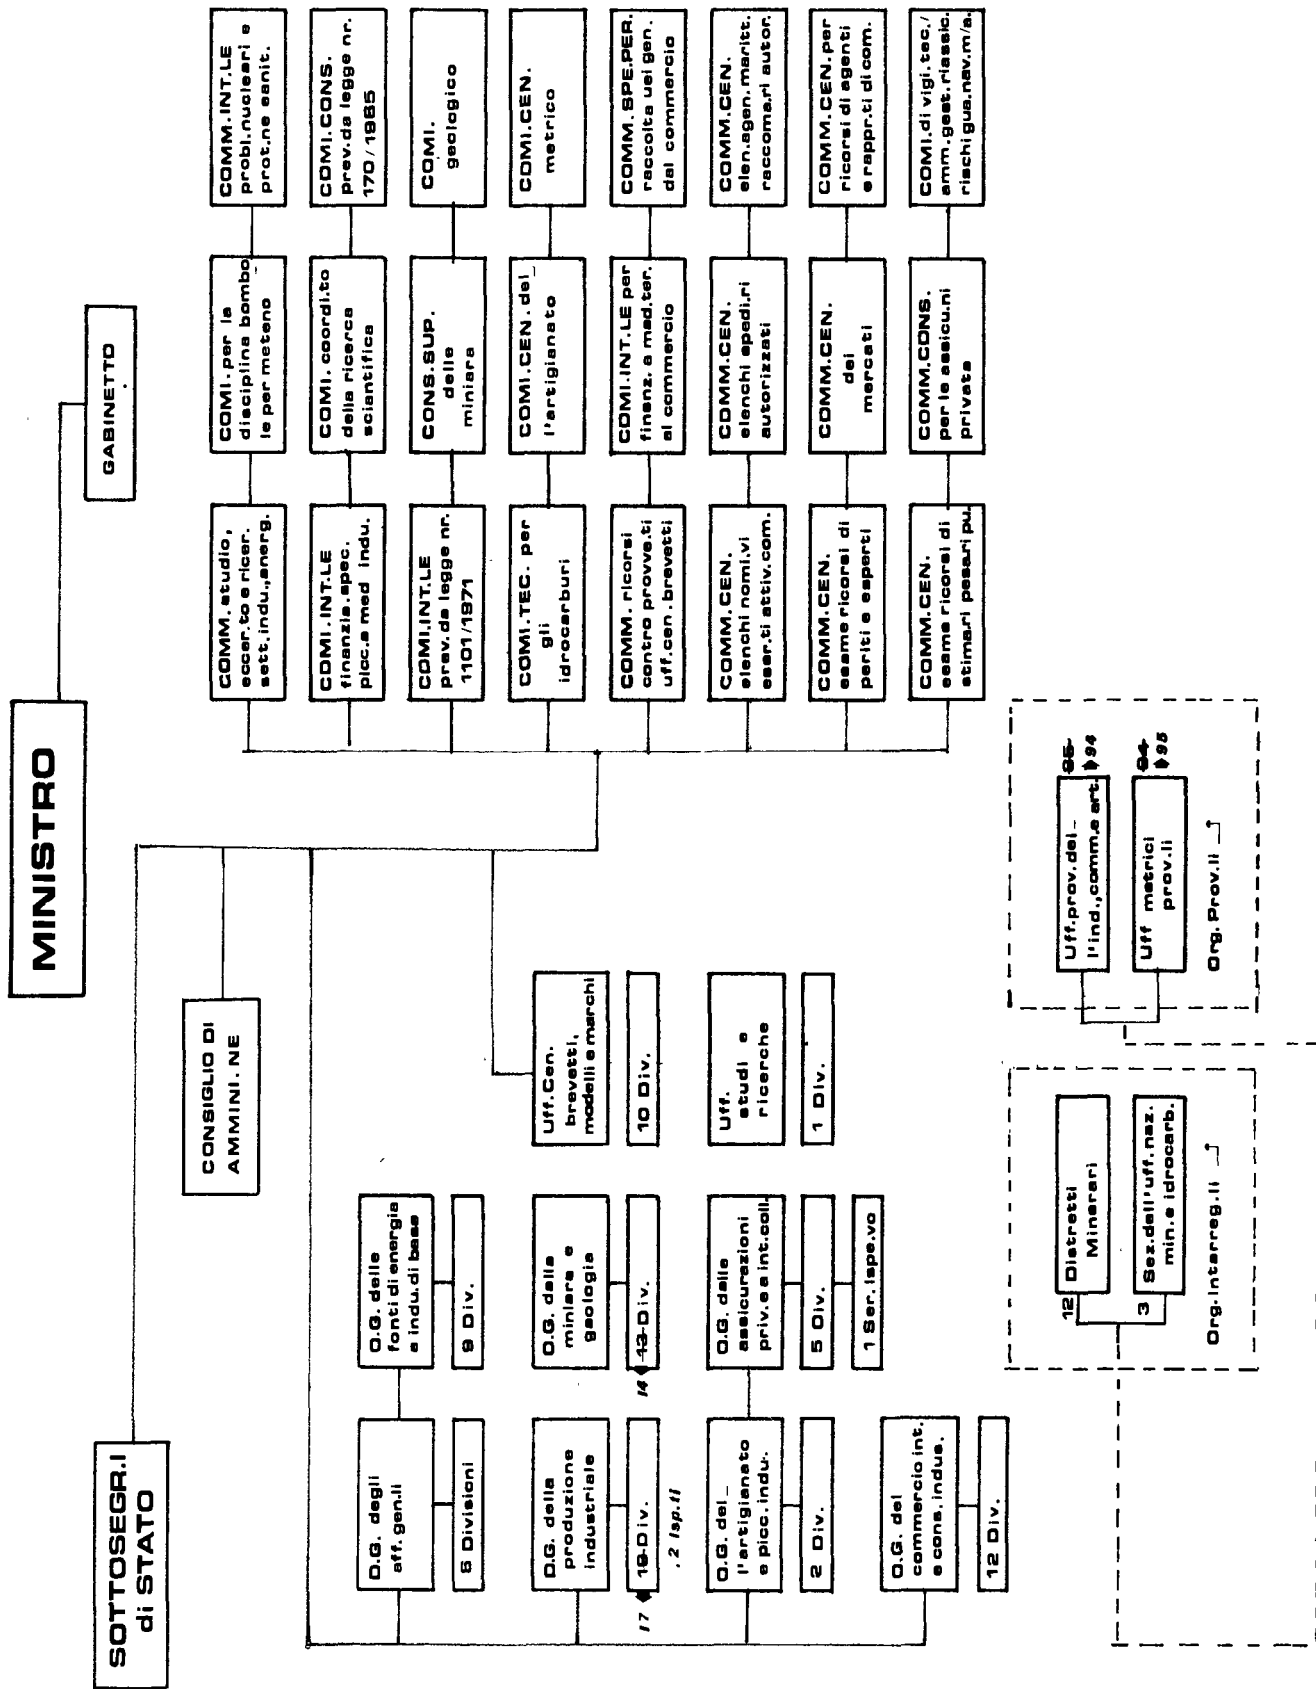 MINISTRO
GABINETTO
SOTTOSEGR.I
di STATO
CONSIGLIO DI
AMMINI.NE
COMM.studio,
accer.to e ricer.
sett.indu.,energ.
COMI.per la
disciplina bombo
le per metano
COMM.INT.LE
probl.nucleari e
prot.ne sanit.
COMI.INT.LE
finanzia.spec.
picc.e med indu.
COMI.coordi.to
della ricerca
scientifica
COMI.CONS.
prev.da legge nr.
170/1965
COMI.INT.LE
prev.da legge nr.
1101/1971
CONS.SUP.
delle
miniere
COMI.
geologico
COMI.TEC. per
gli
idrocarburi
COMI.CEN. del_
l'artigianato
COMI.CEN.
metrico
COMM. ricorsi
contro provve.ti
uff.cen.brevetti
COMI.INT.LE per
finanz.a med.ter.
al commercio
COMM.SPE.PER.
raccolta usi gen.
del commercio
COMM.CEN.
elenchi nomi.vi
eser.ti attiv.com.
COMM.CEN.
elenchi spedi.ri
autorizzati
COMM.CEN.
elen.agen.maritt.
raccoma.ri autor.
COMM.CEN.
esame ricorsi di
periti e esperti
COMM.CEN.
dei
mercati
COMM.CEN.per
ricorsi di agenti
e rappr.ti di com.
COMM.CEN.
esame ricorsi di
stima.ri pesa.ri pu.
COMM.CONS.
per le assicu.ni
private
COMI.di vigi.tec./
amm.gest.riassic.
rischi gua.nav.m/a.
D.G. degli
aff.gen.li
5 Divisioni
D.G. delle
fonti di energia
e indu.di base
9 Div.
D.G. della
produzione
industriale
17
19 Div.
.2 Isp.ti
D.G. delle
miniere e
geologia
14
13 Div.
Uff.Cen.
brevetti,
modelli e marchi
10 Div.
D.G. del_
l'artigianato
e picc.indu.
2 Div.
D.G. delle
assicurazioni
priv.e e int.coll.
5 Div.
1 Ser.Ispe.vo
Uff.
studi e
ricerche
1 Div.
D.G. del
commercio int.
e cons.indus.
12 Div.
12
Distretti
Minerari
3
Sez.dell'uff.naz.
min.e idrocarb.
Org.Interreg.li
Uff.prov.del_
l'ind.,comm.e art.
95
94
Uff metrici
prov.li
94
95
Org.Prov.li